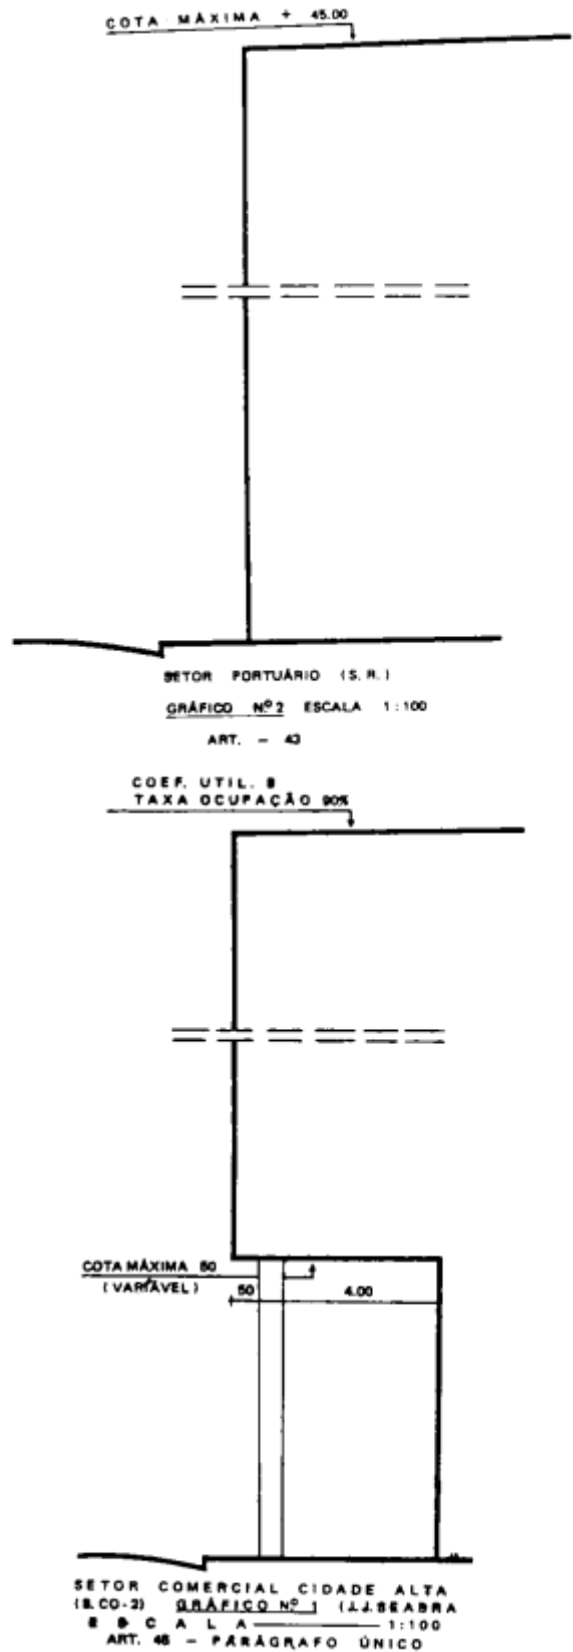 COTA MÁXIMA + 45.00
SETOR PORTUÁRIO (S.R.)
GRÁFICO Nº 2 ESCALA 1:100
ART. - 43
COEF. UTIL. 8
TAXA OCUPAÇÃO 90%
COTA MÁXIMA 50
(VARIÁVEL)
50 4.00
SETOR COMERCIAL CIDADE ALTA
(S.CO-2) GRÁFICO Nº 1 (J.J.SEABRA
ESCALA 1:100
ART. 46 - PARÁGRAFO ÚNICO